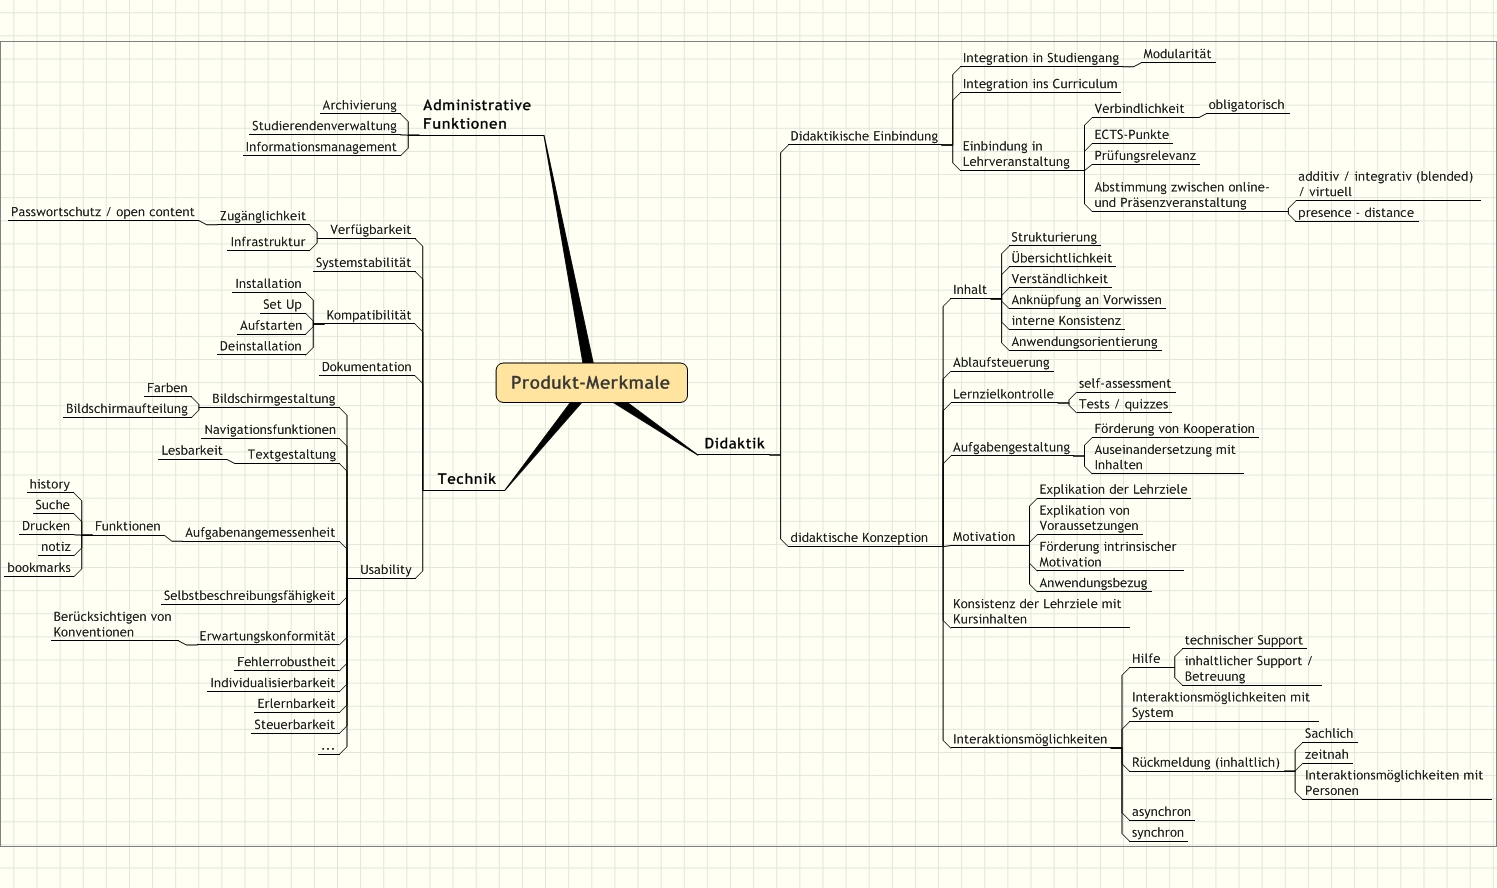 Produkt-Merkmale
Administrative
Funktionen
Archivierung
Studierendenverwaltung
Informationsmanagement
Technik
Verfügbarkeit
Zugänglichkeit
Passwortschutz / open content
Infrastruktur
Systemstabilität
Kompatibilität
Installation
Set Up
Aufstarten
Deinstallation
Dokumentation
Usability
Bildschirmgestaltung
Farben
Bildschirmaufteilung
Navigationsfunktionen
Textgestaltung
Lesbarkeit
Aufgabenangemessenheit
Funktionen
history
Suche
Drucken
notiz
bookmarks
Selbstbeschreibungsfähigkeit
Erwartungskonformität
Berücksichtigen von
Konventionen
Fehlerrobustheit
Individualisierbarkeit
Erlernbarkeit
Steuerbarkeit
...
Didaktik
Didaktikische Einbindung
Integration in Studiengang
Modularität
Integration ins Curriculum
Einbindung in
Lehrveranstaltung
Verbindlichkeit
obligatorisch
ECTS-Punkte
Prüfungsrelevanz
Abstimmung zwischen online-
und Präsenzveranstaltung
additiv / integrativ (blended)
/ virtuell
presence - distance
didaktische Konzeption
Inhalt
Strukturierung
Übersichtlichkeit
Verständlichkeit
Anknüpfung an Vorwissen
interne Konsistenz
Anwendungsorientierung
Ablaufsteuerung
Lernzielkontrolle
self-assessment
Tests / quizzes
Aufgabengestaltung
Förderung von Kooperation
Auseinandersetzung mit
Inhalten
Motivation
Explikation der Lehrziele
Explikation von
Voraussetzungen
Förderung intrinsischer
Motivation
Anwendungsbezug
Konsistenz der Lehrziele mit
Kursinhalten
Interaktionsmöglichkeiten
Hilfe
technischer Support
inhaltlicher Support /
Betreuung
Interaktionsmöglichkeiten mit
System
Rückmeldung (inhaltlich)
Sachlich
zeitnah
Interaktionsmöglichkeiten mit
Personen
asynchron
synchron